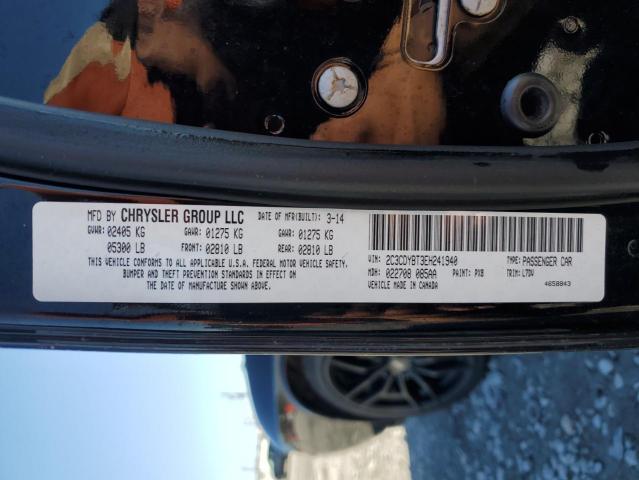 MFD BY CHRYSLER GROUP LLC DATE OF MFR(BUILT): 3-14
GVWR: 02405 KG GAWR: 01275 KG GAWR: 01275 KG
05300 LB FRONT: 02810 LB REAR: 02810 LB
THIS VEHICLE CONFORMS TO ALL APPLICABLE U.S.A. FEDERAL MOTOR VEHICLE SAFETY,
BUMPER AND THEFT PREVENTION STANDARDS IN EFFECT ON
THE DATE OF MANUFACTURE SHOWN ABOVE.
VIN: 2C3CDYBT3EH241940 TYPE: PASSENGER CAR
MDH: 022708 085AA PAINT: PX8 TRIM: L7DV
VEHICLE MADE IN CANADA 4658843